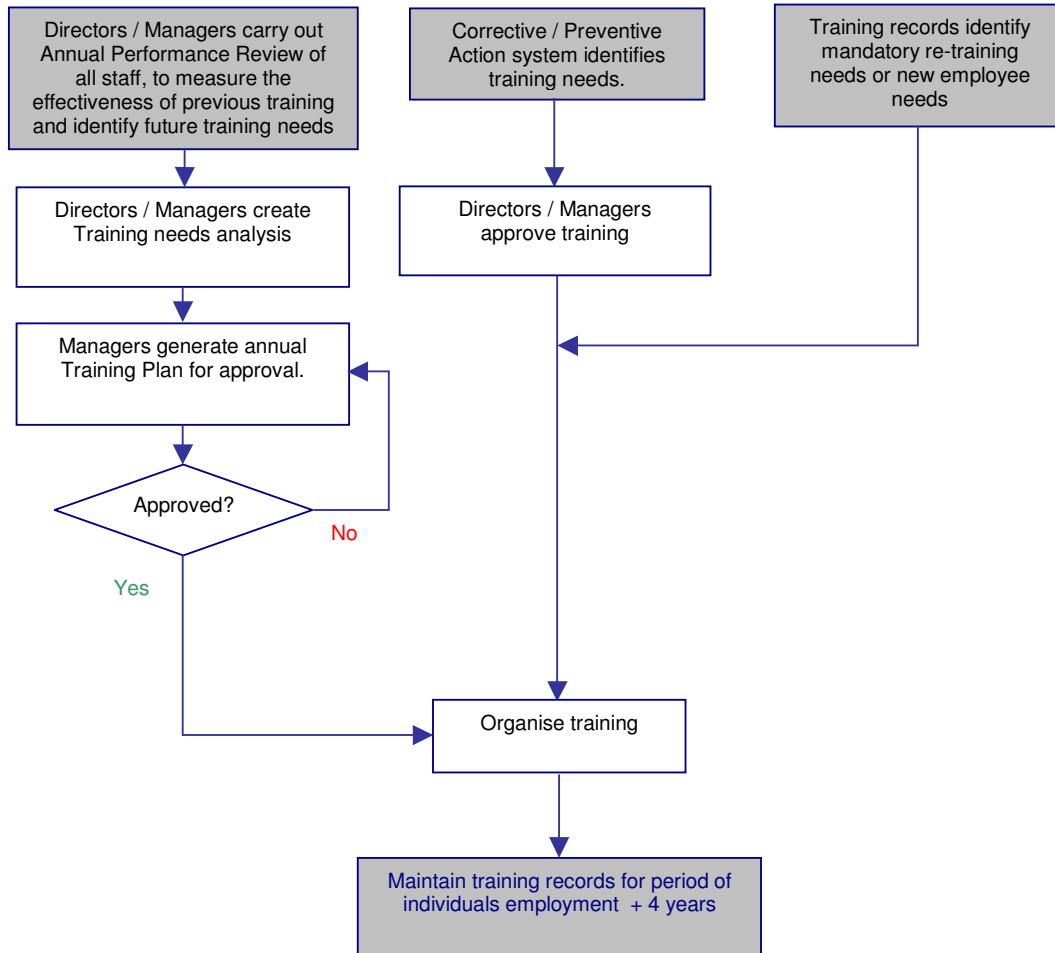 Directors / Managers carry out
Annual Performance Review of
all staff, to measure the
effectiveness of previous training
and identify future training needs
Corrective / Preventive
Action system identifies
training needs.
Training records identify
mandatory re-training
needs or new employee
needs
Directors / Managers create
Training needs analysis
Directors / Managers
approve training
Managers generate annual
Training Plan for approval.
Approved?
No
Yes
Organise training
Maintain training records for period of
individuals employment + 4 years